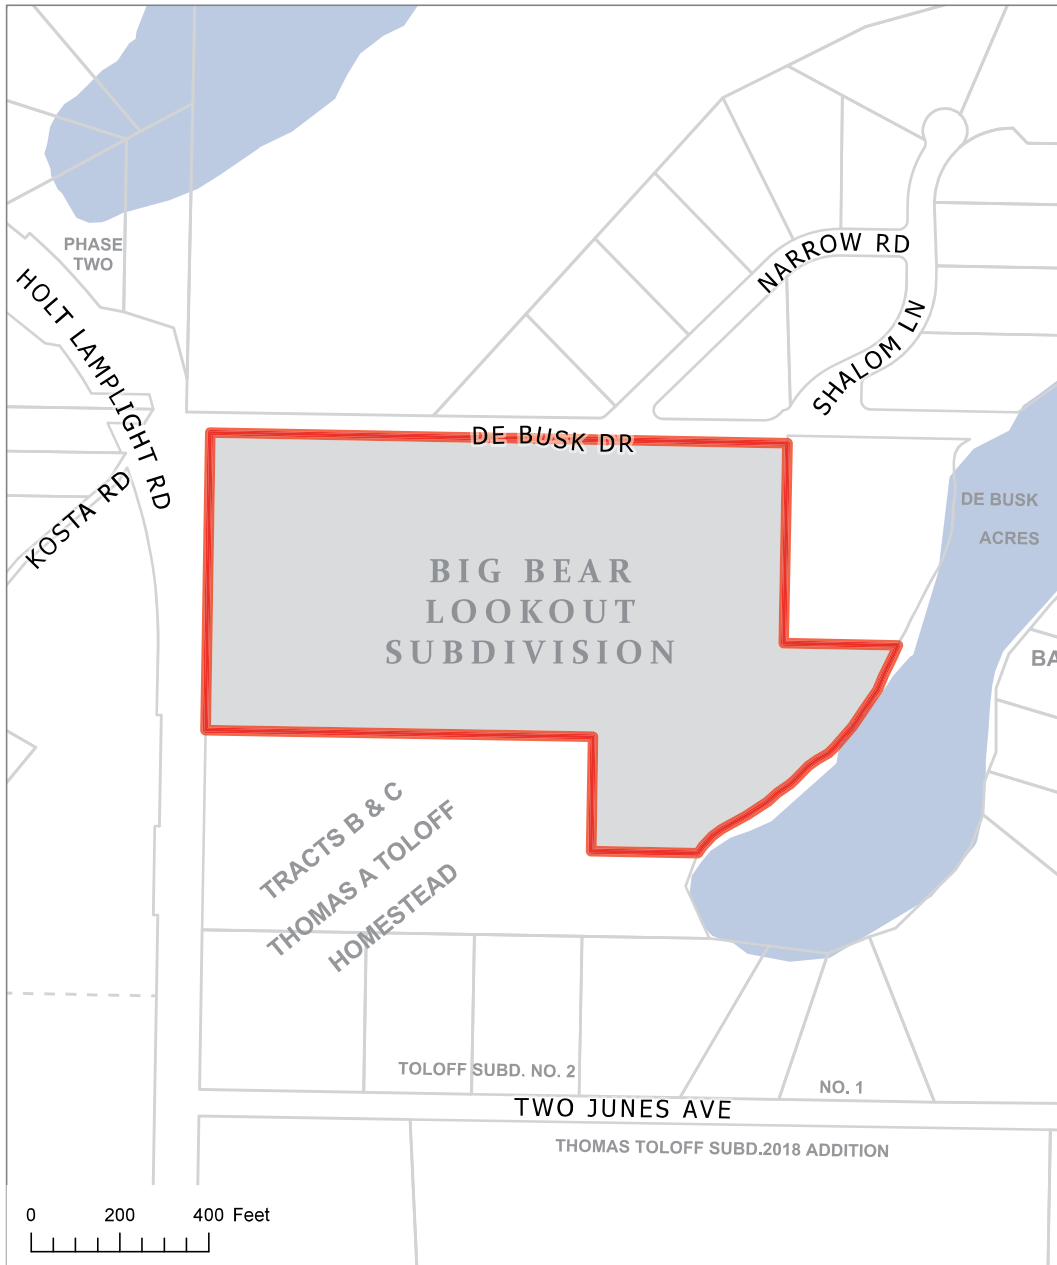 PHASE
TWO
HOLT LAMPLIGHT RD
NARROW RD
SHALOM LN
DE BUSK DR
KOSTA RD
DE BUSK
ACRES
BIG BEAR
LOOKOUT
SUBDIVISION
BA
TRACTS B & C
THOMAS A TOLOFF
HOMESTEAD
TOLOFF SUBD. NO. 2
NO. 1
TWO JUNES AVE
THOMAS TOLOFF SUBD.2018 ADDITION
0 200 400 Feet